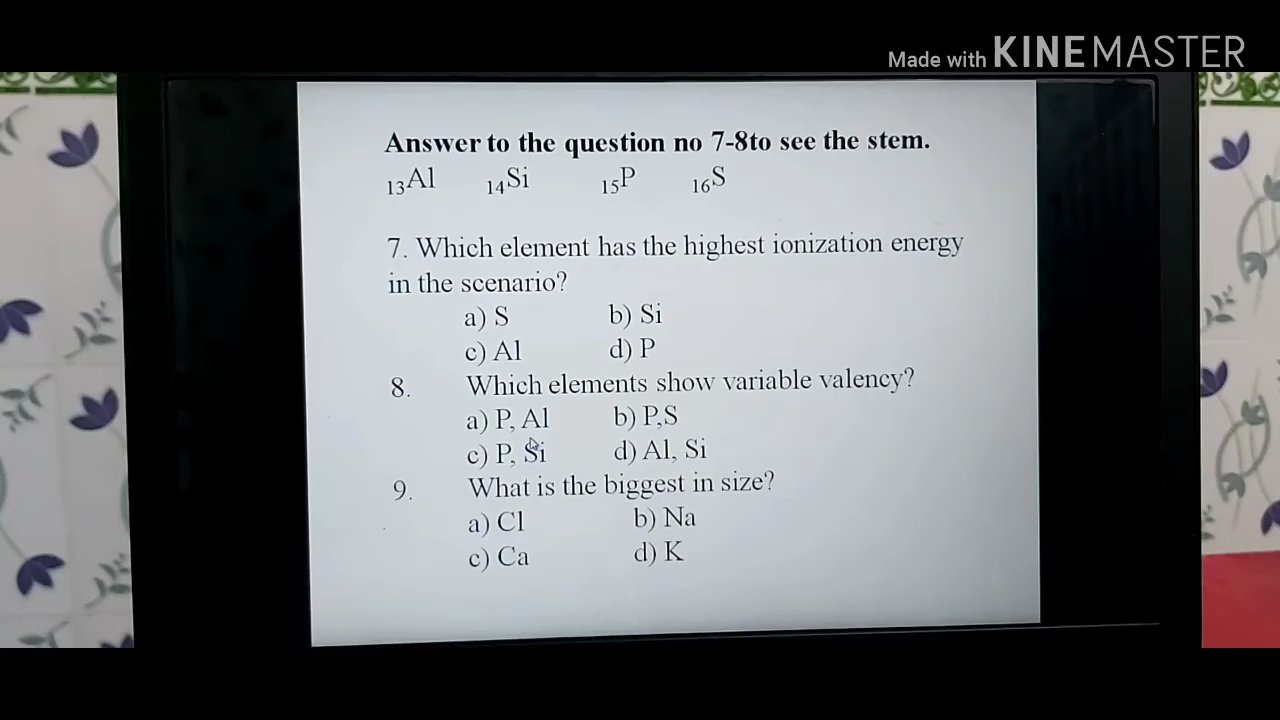 Made with KINEMASTER
Answer to the question no 7-8to see the stem.
13Al 14Si 15P 16S
7. Which element has the highest ionization energy
in the scenario?
a) S b) Si
c) Al d) P
8. Which elements show variable valency?
a) P, Al b) P,S
c) P, Si d) Al, Si
9. What is the biggest in size?
a) Cl b) Na
c) Ca d) K